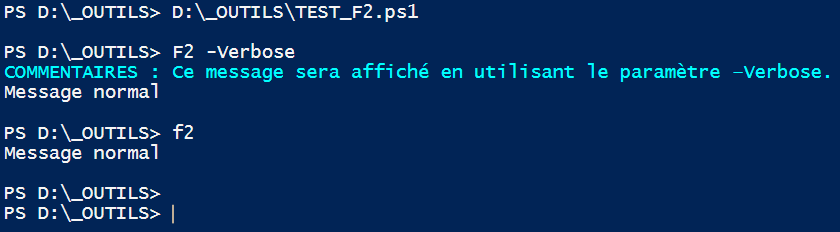 PS D:\_OUTILS> D:\_OUTILS\TEST_F2.ps1
PS D:\_OUTILS> F2 -Verbose
COMMENTAIRES : Ce message sera affiché en utilisant le paramètre –Verbose.
Message normal
PS D:\_OUTILS> f2
Message normal
PS D:\_OUTILS>
PS D:\_OUTILS>